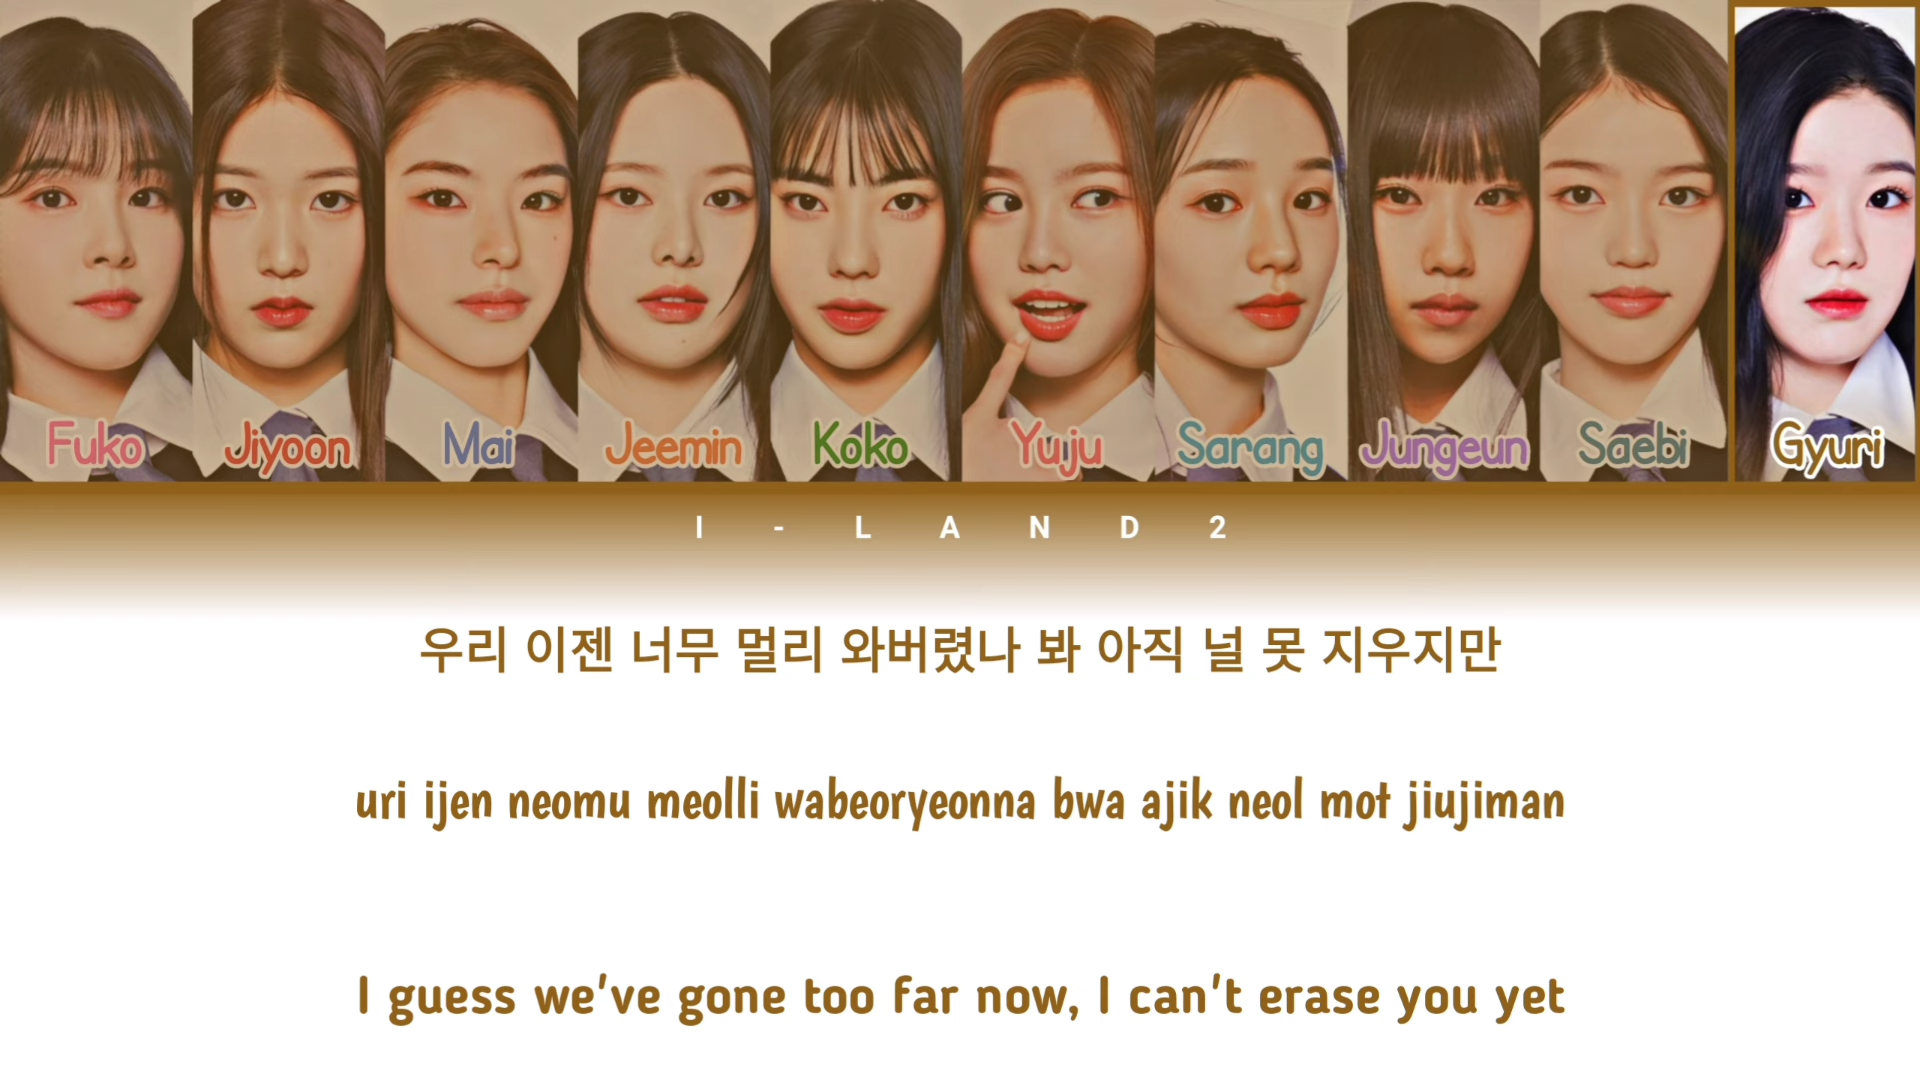 Fuko Jiyoon Mai Jeemin Koko Yuju Sarang Jungeun Saebi Gyuri
I - L A N D 2
우리 이젠 너무 멀리 와버렸나 봐 아직 널 못 지우지만
uri ijen neomu meolli wabeoryeonna bwa ajik neol mot jiujiman
I guess we've gone too far now, I can't erase you yet